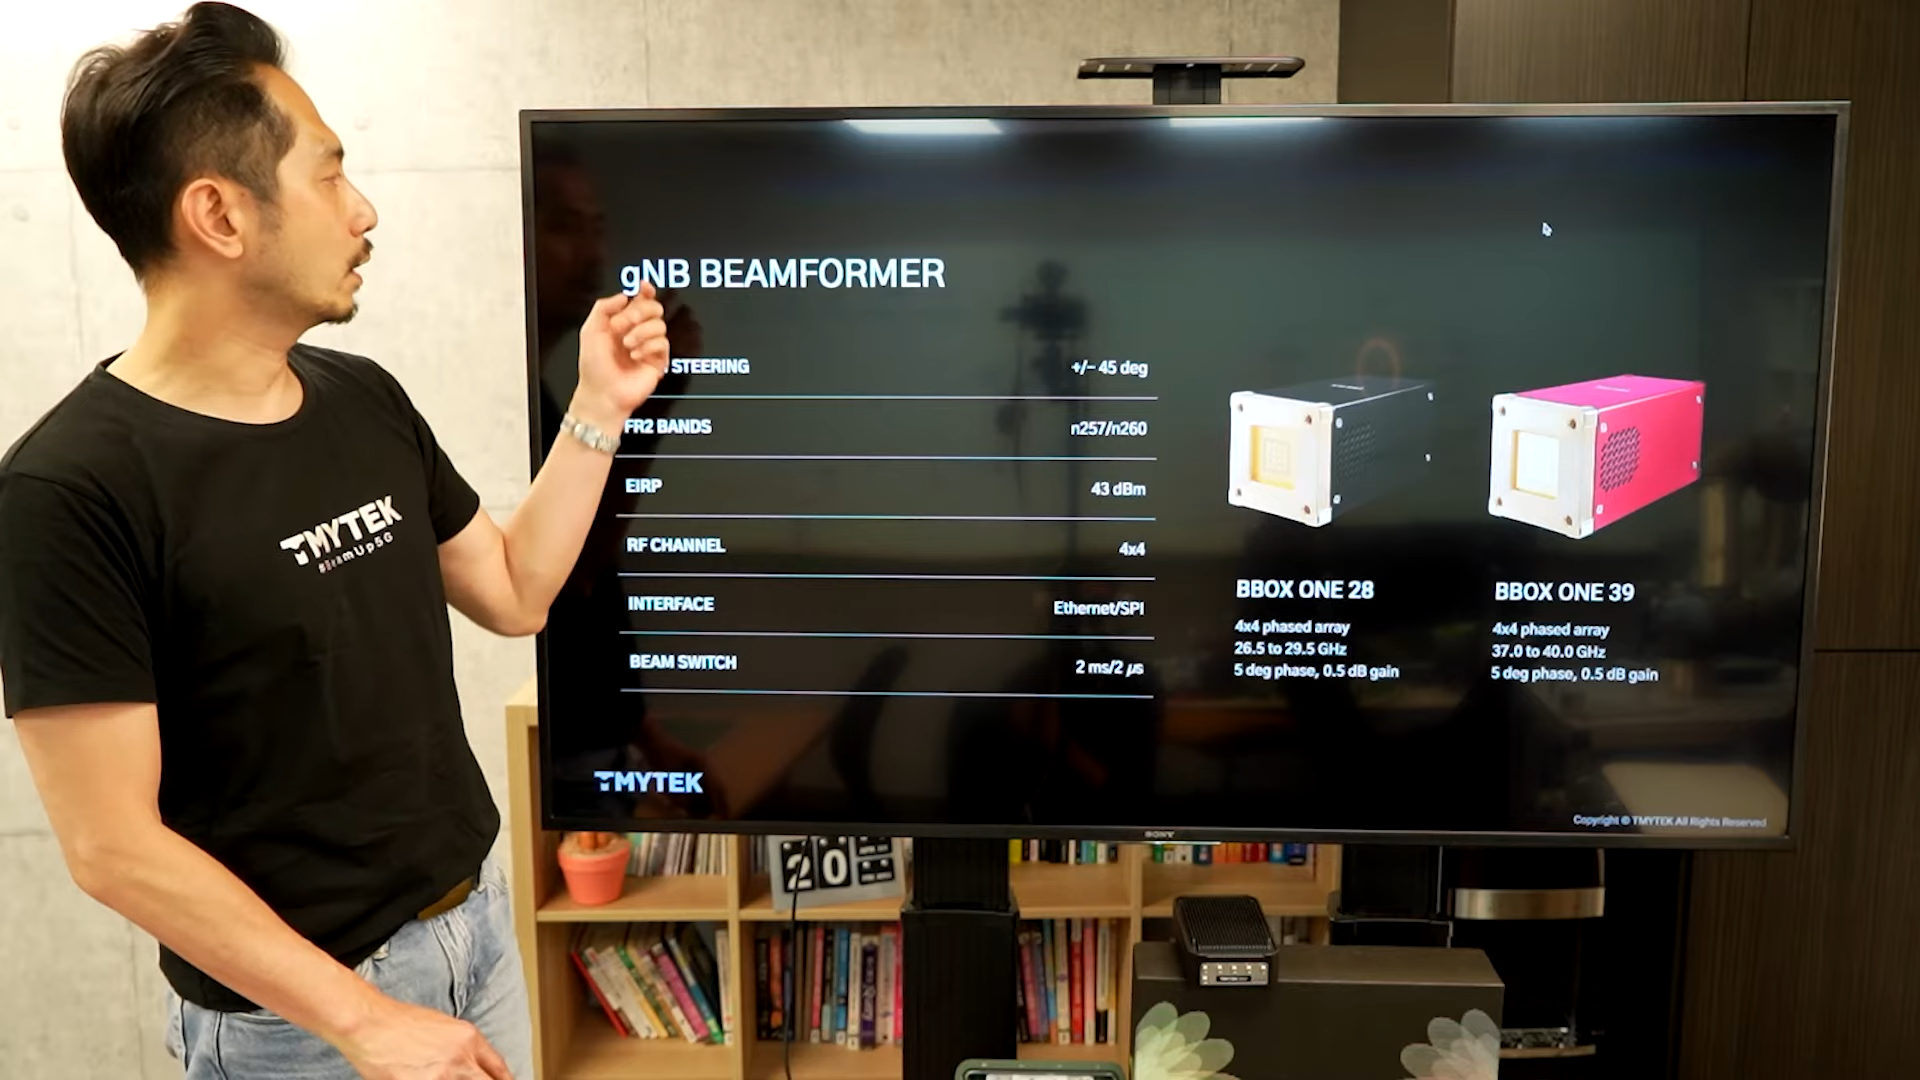 gNB BEAMFORMER
STEERING +/- 45 deg
FR2 BANDS n257/n260
EIRP 43 dBm
RF CHANNEL 4x4
INTERFACE Ethernet/SPI
BEAM SWITCH 2 ms/2 µs
BBOX ONE 28
4x4 phased array
26.5 to 29.5 GHz
5 deg phase, 0.5 dB gain
BBOX ONE 39
4x4 phased array
37.0 to 40.0 GHz
5 deg phase, 0.5 dB gain
TMYTEK
Copyright © TMYTEK All Rights Reserved
SONY
TMYTEK
#BeamUp5G
20